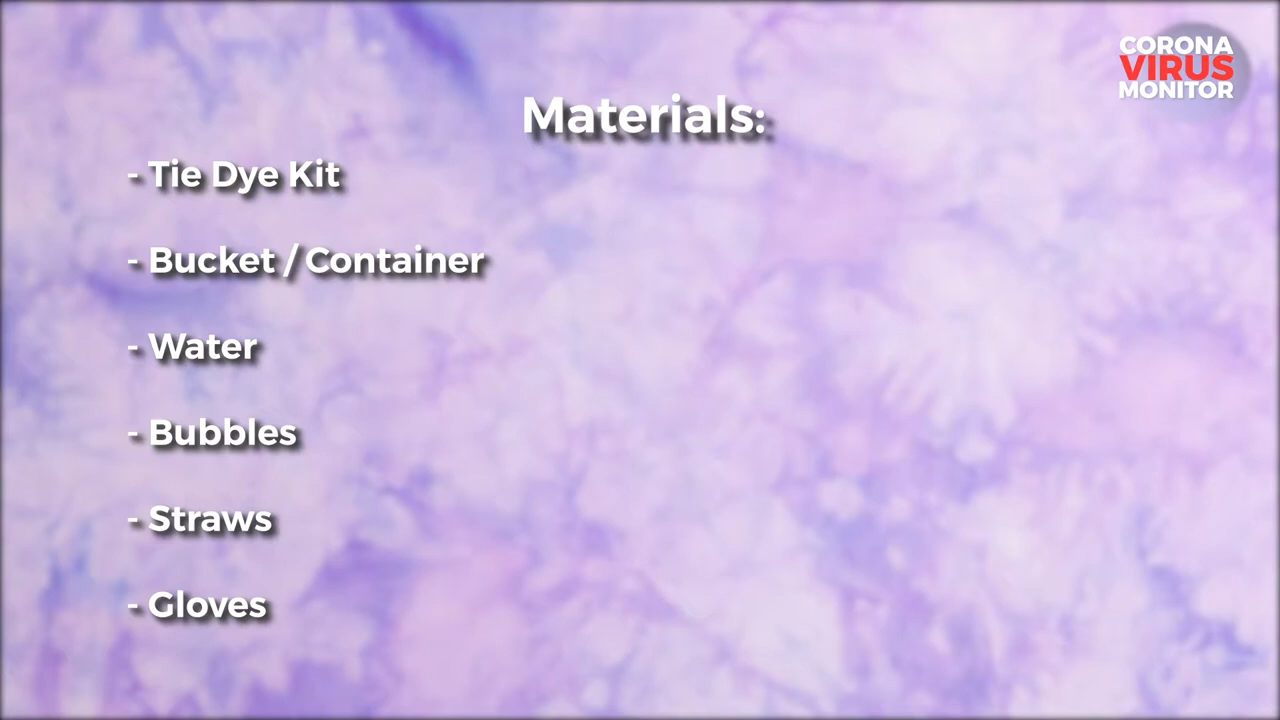 CORONA
VIRUS
MONITOR
Materials:
- Tie Dye Kit
- Bucket / Container
- Water
- Bubbles
- Straws
- Gloves